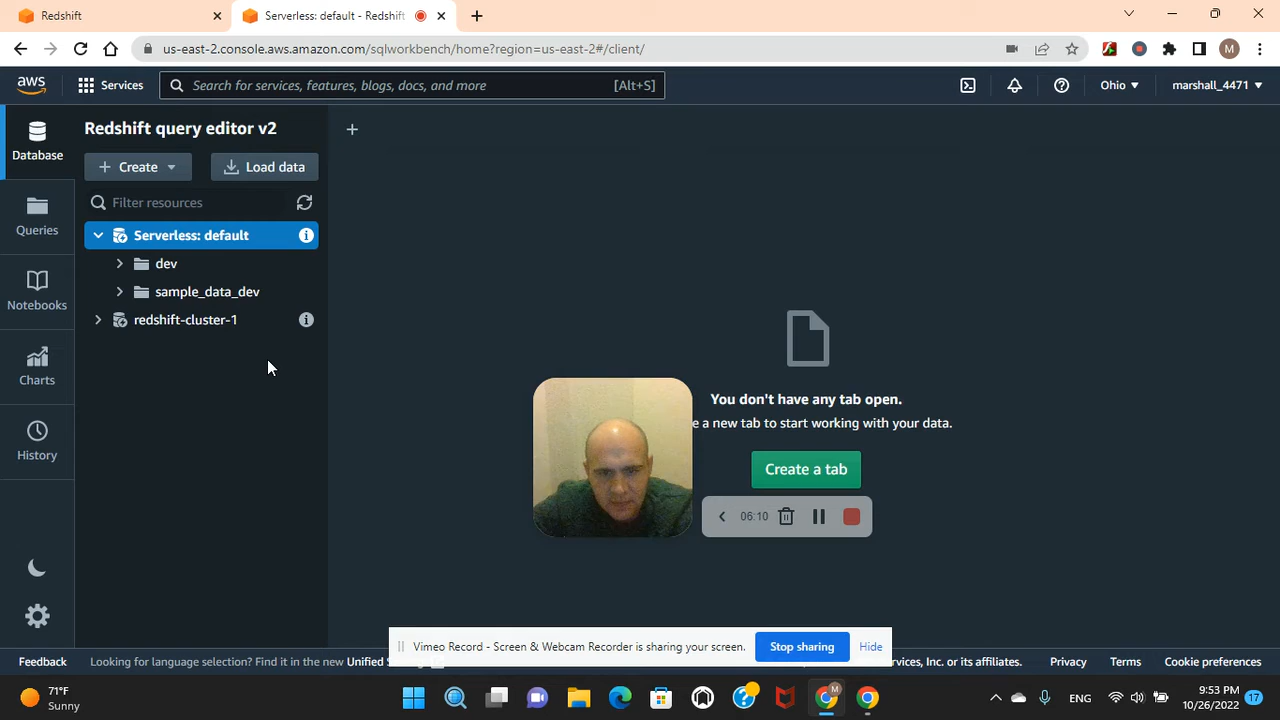 Redshift
Serverless: default - Redshift
us-east-2.console.aws.amazon.com/sqlworkbench/home?region=us-east-2#/client/
M
aws
Services
Search for services, features, blogs, docs, and more
[Alt+S]
Ohio
marshall_4471
Database
Queries
Notebooks
Charts
History
Redshift query editor v2
Create
Load data
Filter resources
Serverless: default
dev
sample_data_dev
redshift-cluster-1
You don't have any tab open.
e a new tab to start working with your data.
Create a tab
06:10
Vimeo Record - Screen & Webcam Recorder is sharing your screen.
Stop sharing
Hide
Feedback
Looking for language selection? Find it in the new Unified
rvices, Inc. or its affiliates.
Privacy
Terms
Cookie preferences
71°F
Sunny
M
ENG
9:53 PM
10/26/2022
17